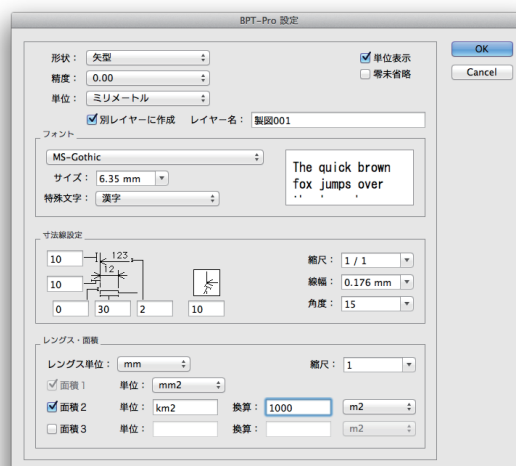 BPT-Pro 設定
形状： 矢型
単位表示
OK
精度： 0.00
零未省略
Cancel
単位： ミリメートル
別レイヤーに作成 レイヤー名： 製図001
フォント
MS-Gothic
The quick brown
fox jumps over
サイズ： 6.35 mm
特殊文字： 漢字
寸法線設定
10
123
12
縮尺： 1 / 1
10
線幅： 0.176 mm
0 30 2 10
角度： 15
レングス・面積
レングス単位： mm
縮尺： 1
面積1 単位： mm2
面積2 単位： km2 換算： 1000 m2
面積3 単位： 換算： m2